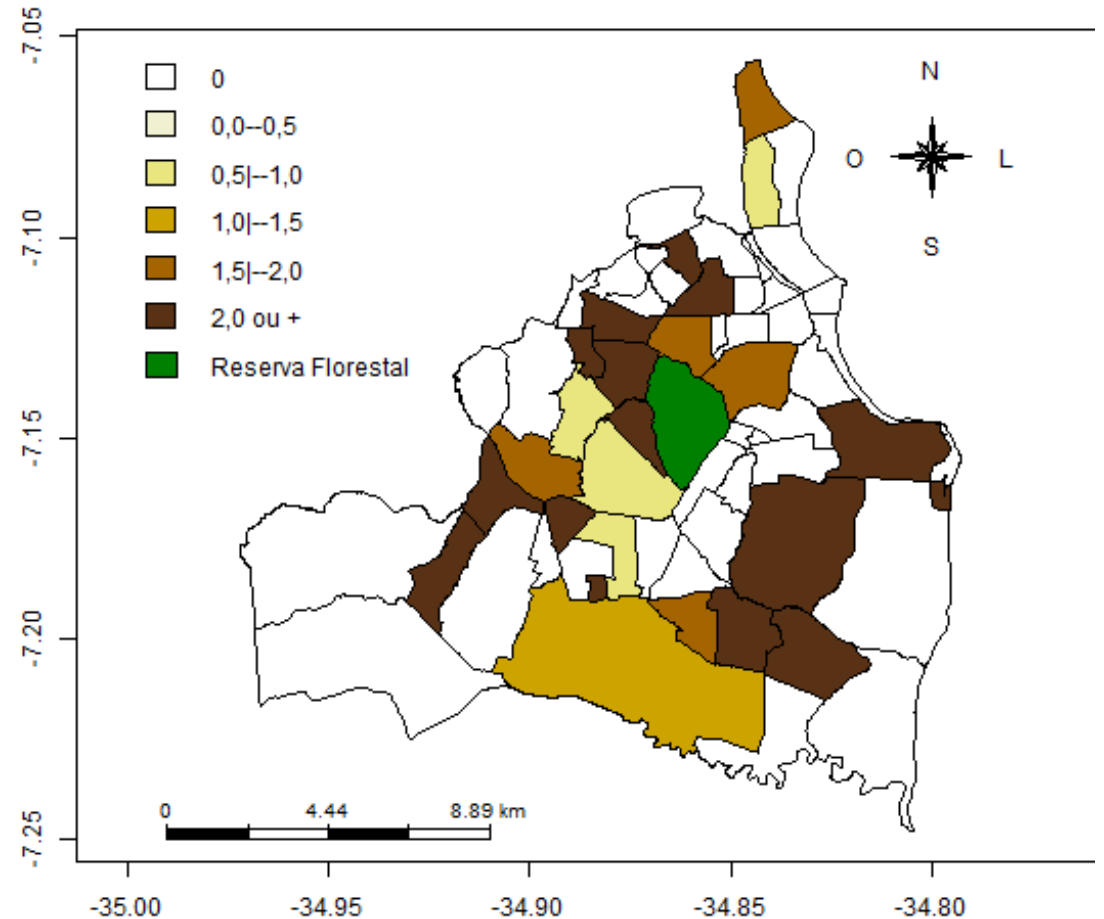 -7.05
-7.10
-7.15
-7.20
-7.25
0
0,0--0,5
0,5|--1,0
1,0|--1,5
1,5|--2,0
2,0 ou +
Reserva Florestal
N
O L
S
0 4.44 8.89 km
-35.00 -34.95 -34.90 -34.85 -34.80